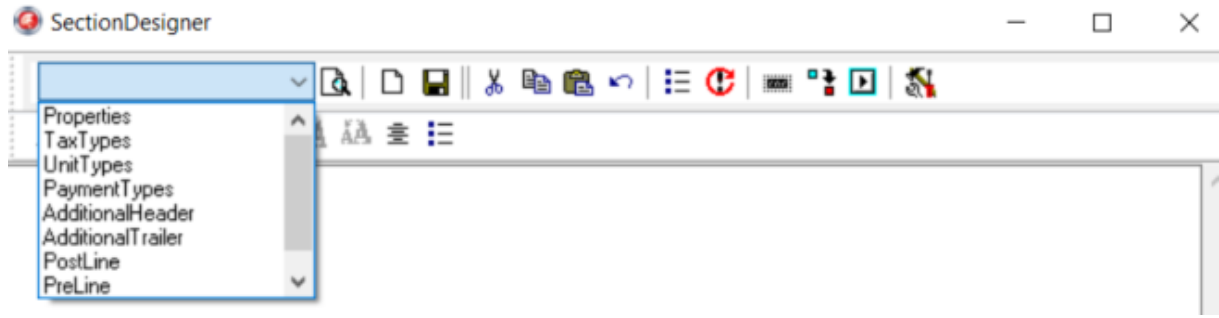 SectionDesigner
Properties
TaxTypes
UnitTypes
PaymentTypes
AdditionalHeader
AdditionalTrailer
PostLine
PreLine